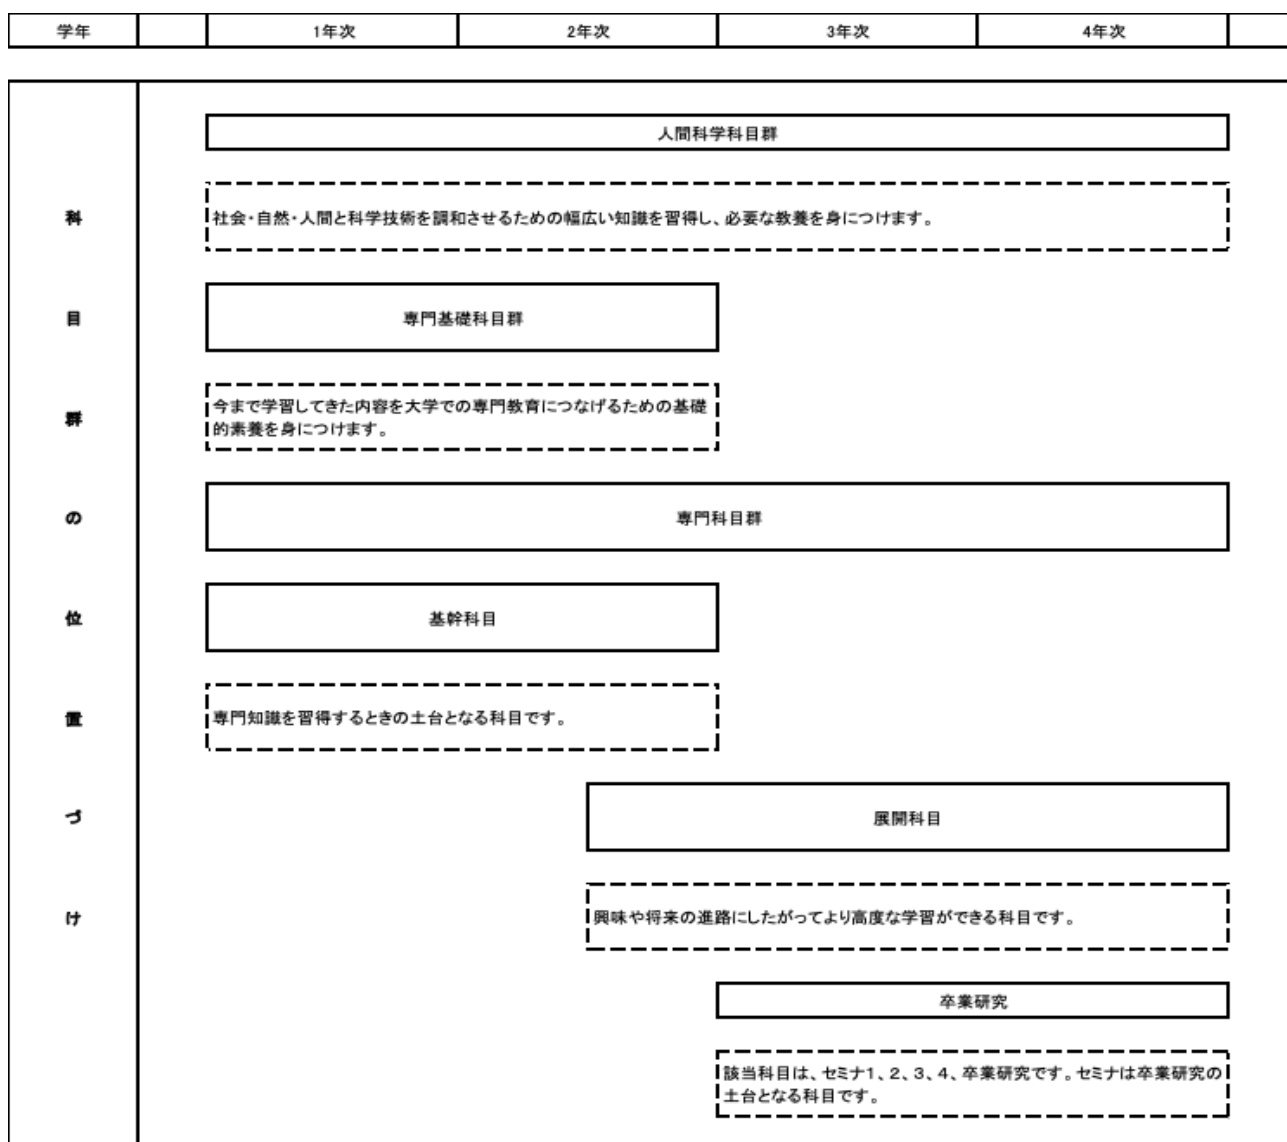 学年
1年次
2年次
3年次
4年次
人間科学科目群
科
社会・自然・人間と科学技術を調和させるための幅広い知識を習得し、必要な教養を身につけます。
目
専門基礎科目群
群
今まで学習してきた内容を大学での専門教育につなげるための基礎
的素養を身につけます。
の
専門科目群
位
基幹科目
置
専門知識を習得するときの土台となる科目です。
づ
展開科目
け
興味や将来の進路にしたがってより高度な学習ができる科目です。
卒業研究
該当科目は、セミナ1、2、3、4、卒業研究です。セミナは卒業研究の
土台となる科目です。